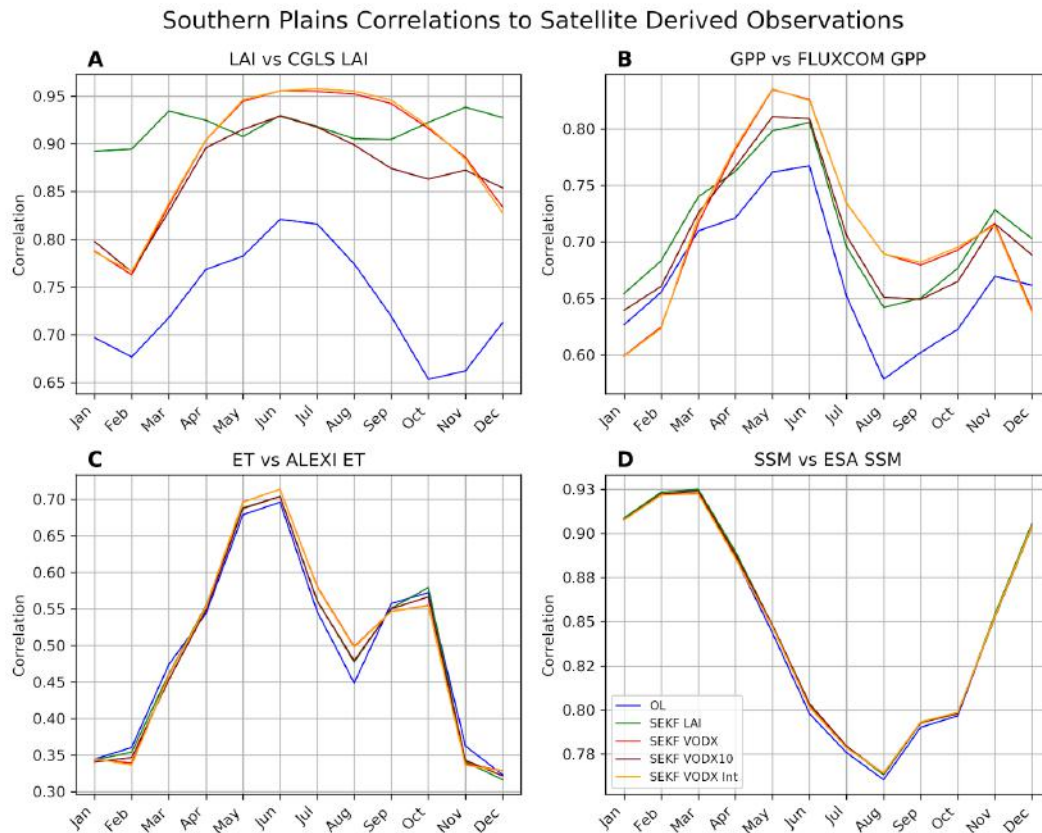 Southern Plains Correlations to Satellite Derived Observations
A
LAI vs CGLS LAI
Correlation
0.95
0.90
0.85
0.80
0.75
0.70
0.65
Jan
Feb
Mar
Apr
May
Jun
Jul
Aug
Sep
Oct
Nov
Dec
B
GPP vs FLUXCOM GPP
Correlation
0.80
0.75
0.70
0.65
0.60
Jan
Feb
Mar
Apr
May
Jun
Jul
Aug
Sep
Oct
Nov
Dec
C
ET vs ALEXI ET
Correlation
0.70
0.65
0.60
0.55
0.50
0.45
0.40
0.35
0.30
Jan
Feb
Mar
Apr
May
Jun
Jul
Aug
Sep
Oct
Nov
Dec
D
SSM vs ESA SSM
Correlation
0.93
0.90
0.88
0.85
0.82
0.80
0.78
OL
SEKF LAI
SEKF VODX
SEKF VODX10
SEKF VODX Int
Jan
Feb
Mar
Apr
May
Jun
Jul
Aug
Sep
Oct
Nov
Dec